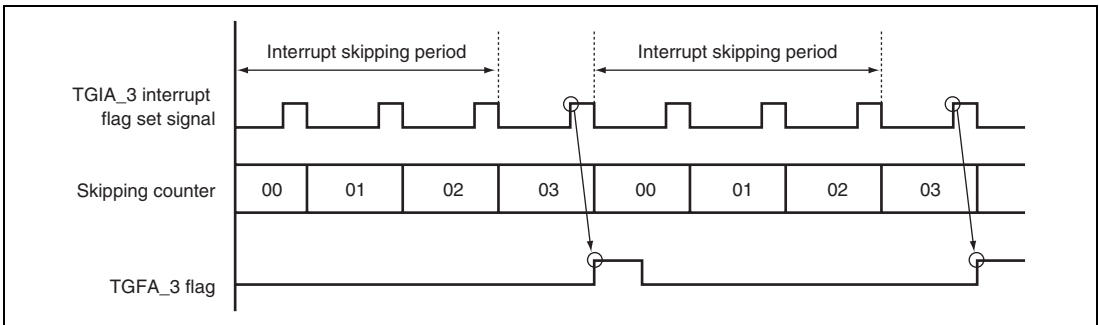 Interrupt skipping period
Interrupt skipping period
TGIA_3 interrupt
flag set signal
Skipping counter
00
01
02
03
00
01
02
03
TGFA_3 flag